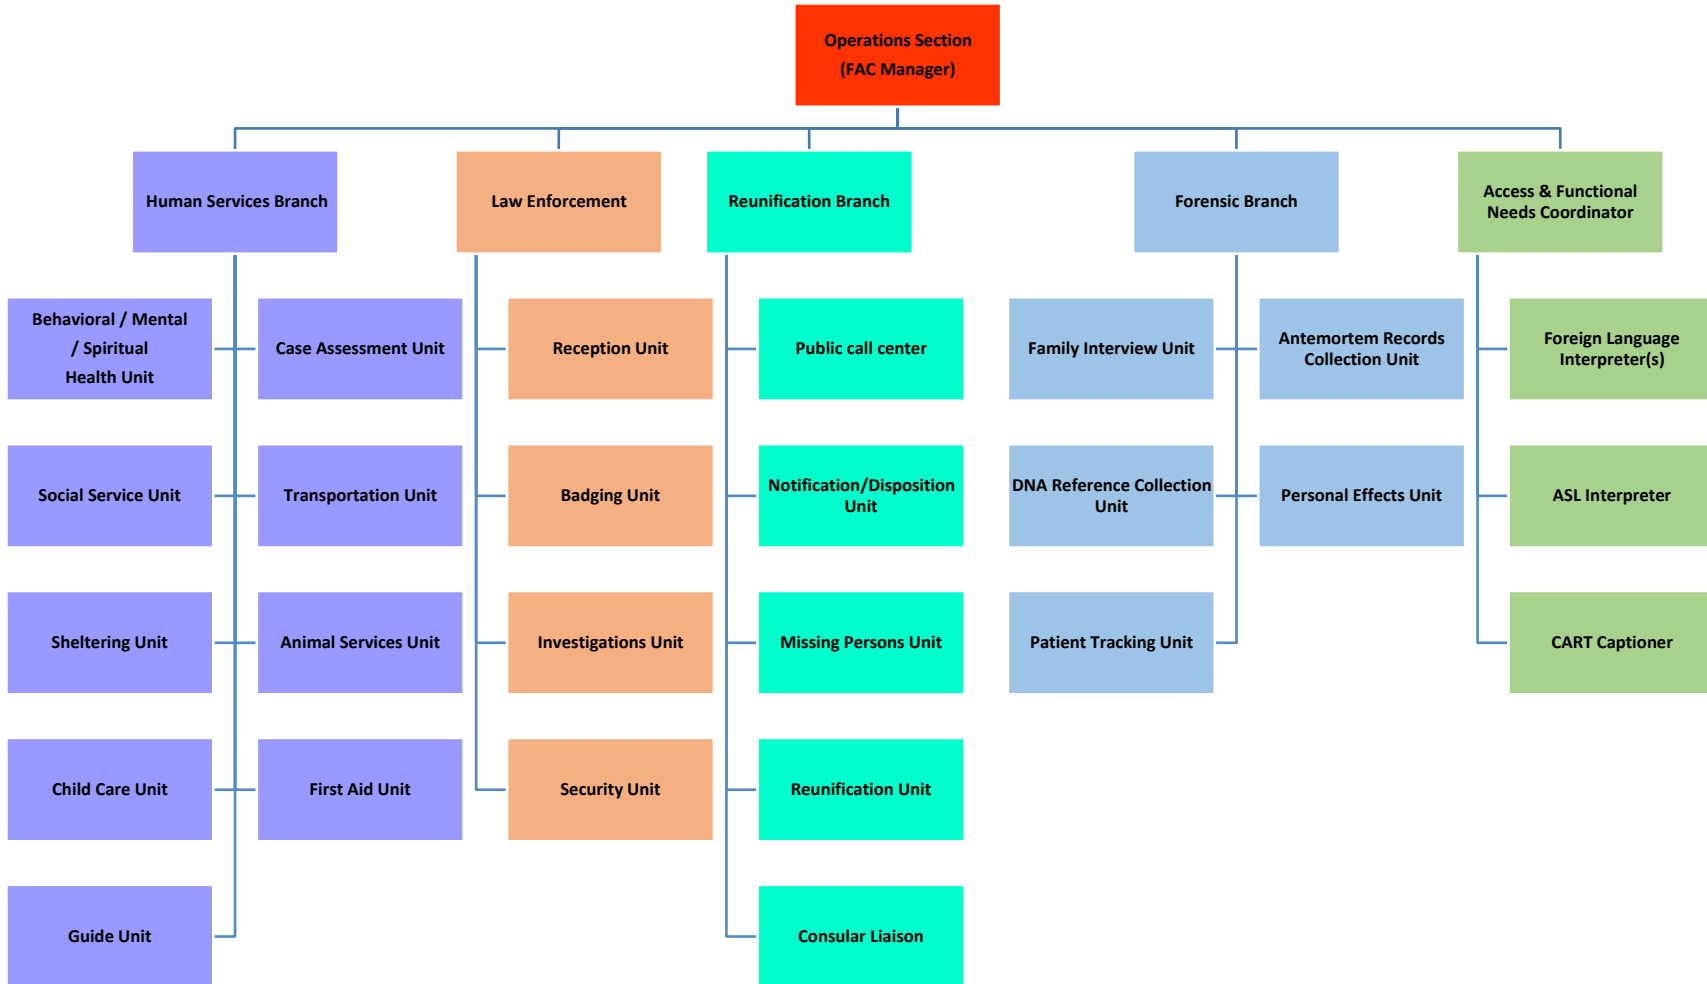 Operations Section
(FAC Manager)
Human Services Branch
Law Enforcement
Reunification Branch
Forensic Branch
Access & Functional
Needs Coordinator
Behavioral / Mental
/ Spiritual
Health Unit
Case Assessment Unit
Reception Unit
Public call center
Family Interview Unit
Antemortem Records
Collection Unit
Foreign Language
Interpreter(s)
Social Service Unit
Transportation Unit
Badging Unit
Notification/Disposition
Unit
DNA Reference Collection
Unit
Personal Effects Unit
ASL Interpreter
Sheltering Unit
Animal Services Unit
Investigations Unit
Missing Persons Unit
Patient Tracking Unit
CART Captioner
Child Care Unit
First Aid Unit
Security Unit
Reunification Unit
Guide Unit
Consular Liaison